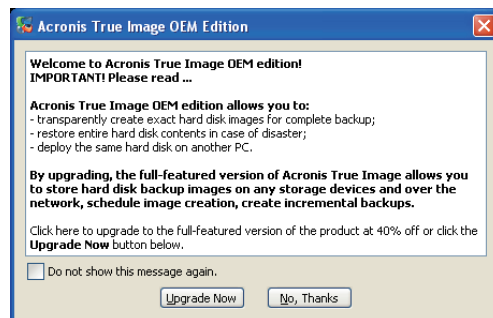 Acronis True Image OEM Edition
Welcome to Acronis True Image OEM edition!
IMPORTANT! Please read ...
Acronis True Image OEM edition allows you to:
- transparently create exact hard disk images for complete backup;
- restore entire hard disk contents in case of disaster;
- deploy the same hard disk on another PC.
By upgrading, the full-featured version of Acronis True Image allows you
to store hard disk backup images on any storage devices and over the
network, schedule image creation, create incremental backups.
Click here to upgrade to the full-featured version of the product at 40% off or click the
Upgrade Now button below.
Do not show this message again.
Upgrade Now No, Thanks